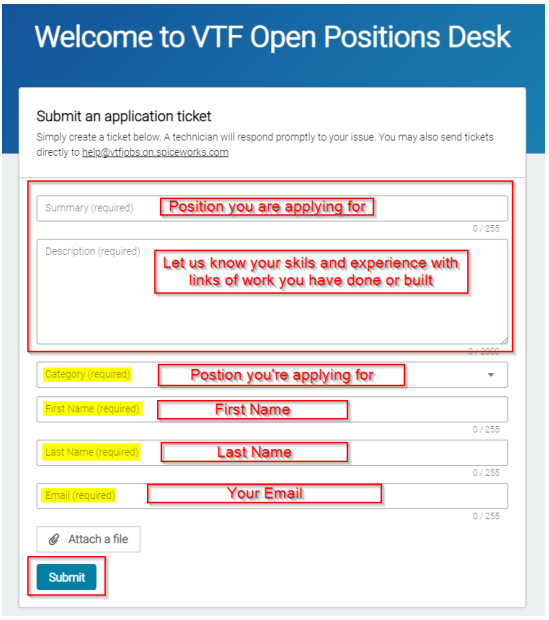 Welcome to VTF Open Positions Desk
Submit an application ticket
Simply create a ticket below. A technician will respond promptly to your issue. You may also send tickets
directly to help@vtfjobs.on.spiceworks.com
Summary (required) Position you are applying for
0 / 255
Description (required)
Let us know your skils and experience with
links of work you have done or built
0 / 2000
Category (required) Postion you're applying for
First Name (required) First Name
0 / 255
Last Name (required) Last Name
0 / 255
Email (required) Your Email
0 / 255
Attach a file
Submit